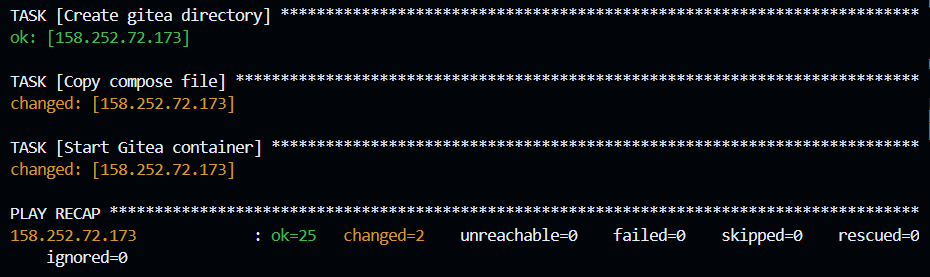 TASK [Create gitea directory] ***********************************************************************
ok: [158.252.72.173]
TASK [Copy compose file] ****************************************************************************
changed: [158.252.72.173]
TASK [Start Gitea container] ************************************************************************
changed: [158.252.72.173]
PLAY RECAP ******************************************************************************************
158.252.72.173             : ok=25   changed=2    unreachable=0    failed=0    skipped=0    rescued=0
    ignored=0